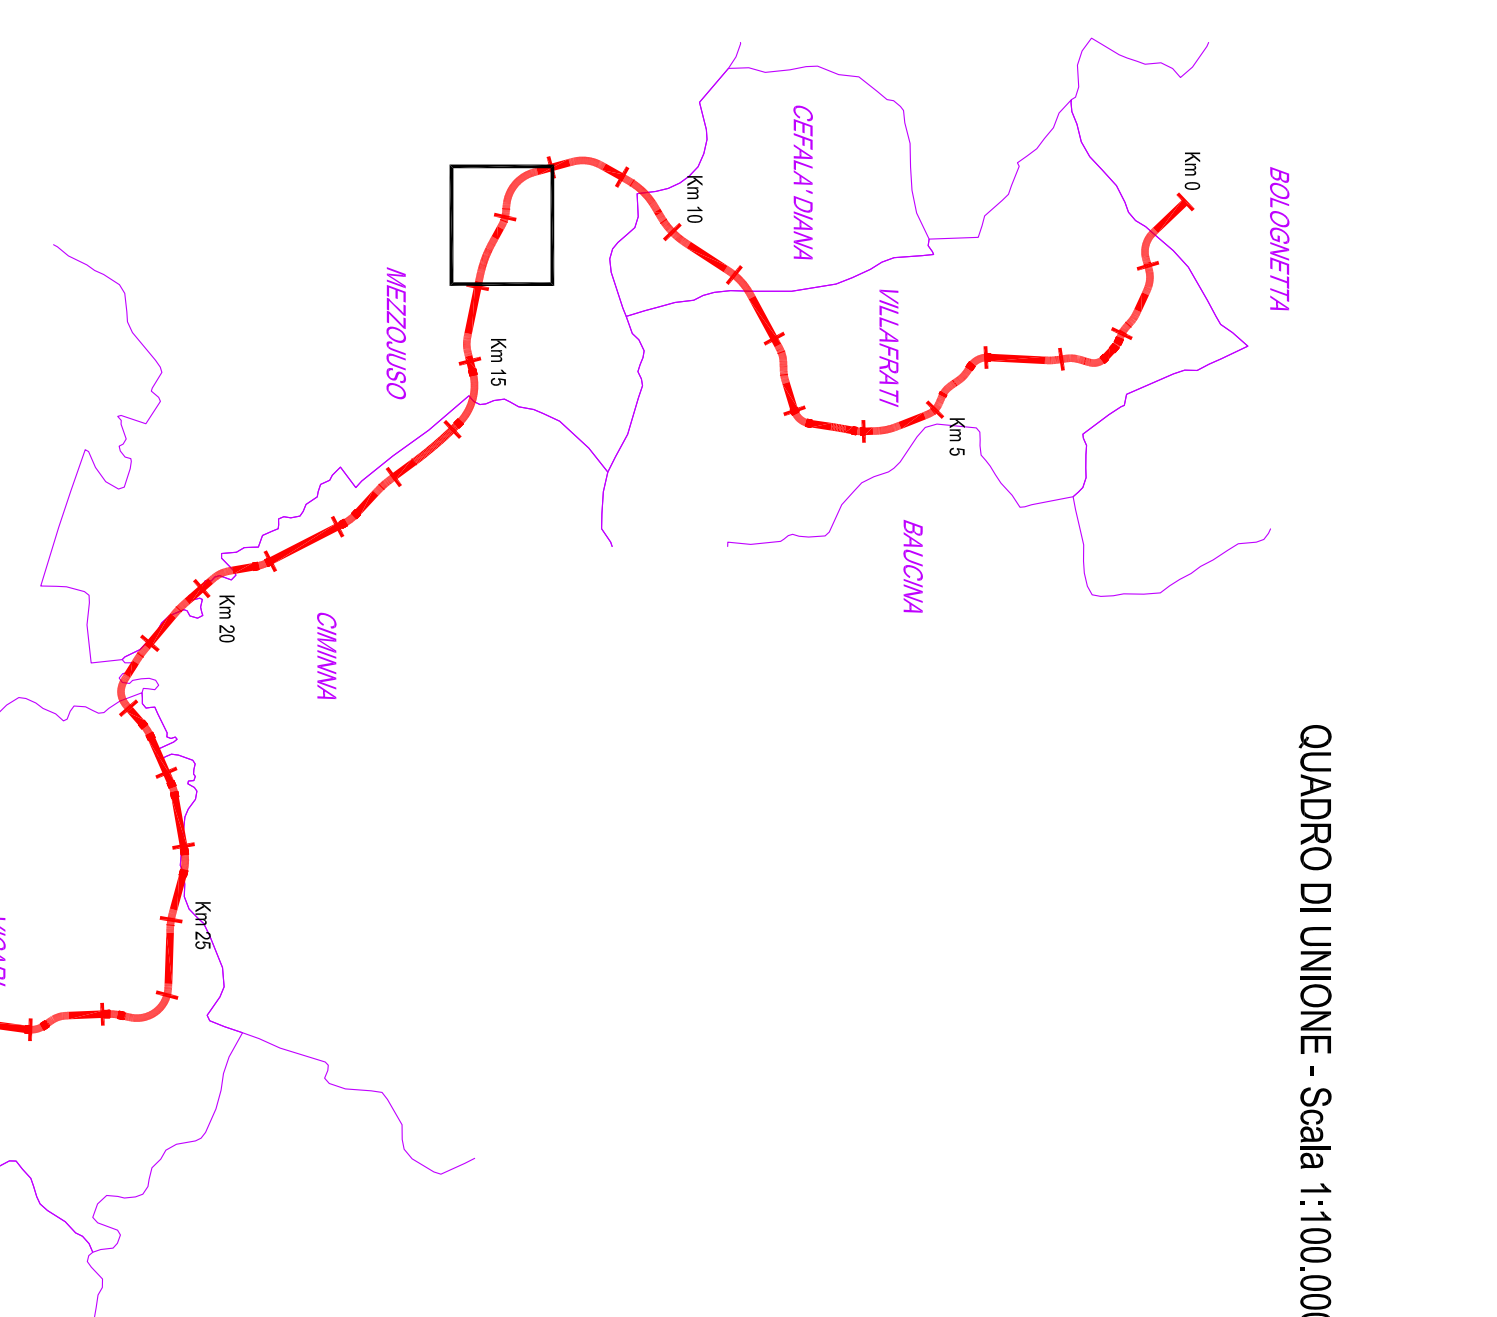 QUADRO DI UNIONE - Scala 1:100.000
BOLOGNETTA
Km 0
Km 5
BAUCINA
VILLAFRATI
CEFALA' DIANA
Km 10
Km 15
MEZZOJUSO
CIMINNA
Km 20
Km 25